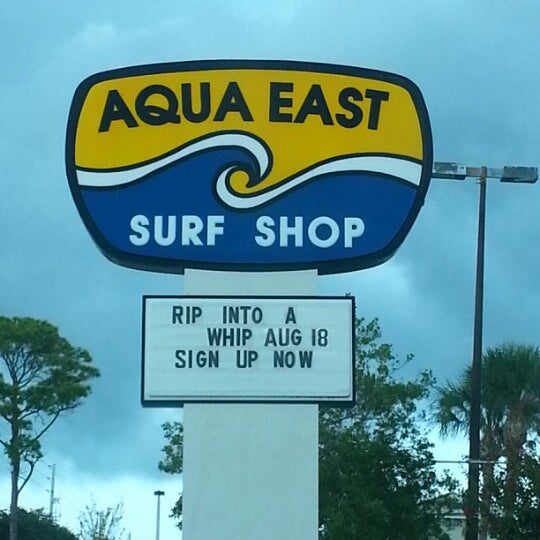 AQUA EAST
SURF SHOP
RIP INTO A
WHIP AUG 18
SIGN UP NOW